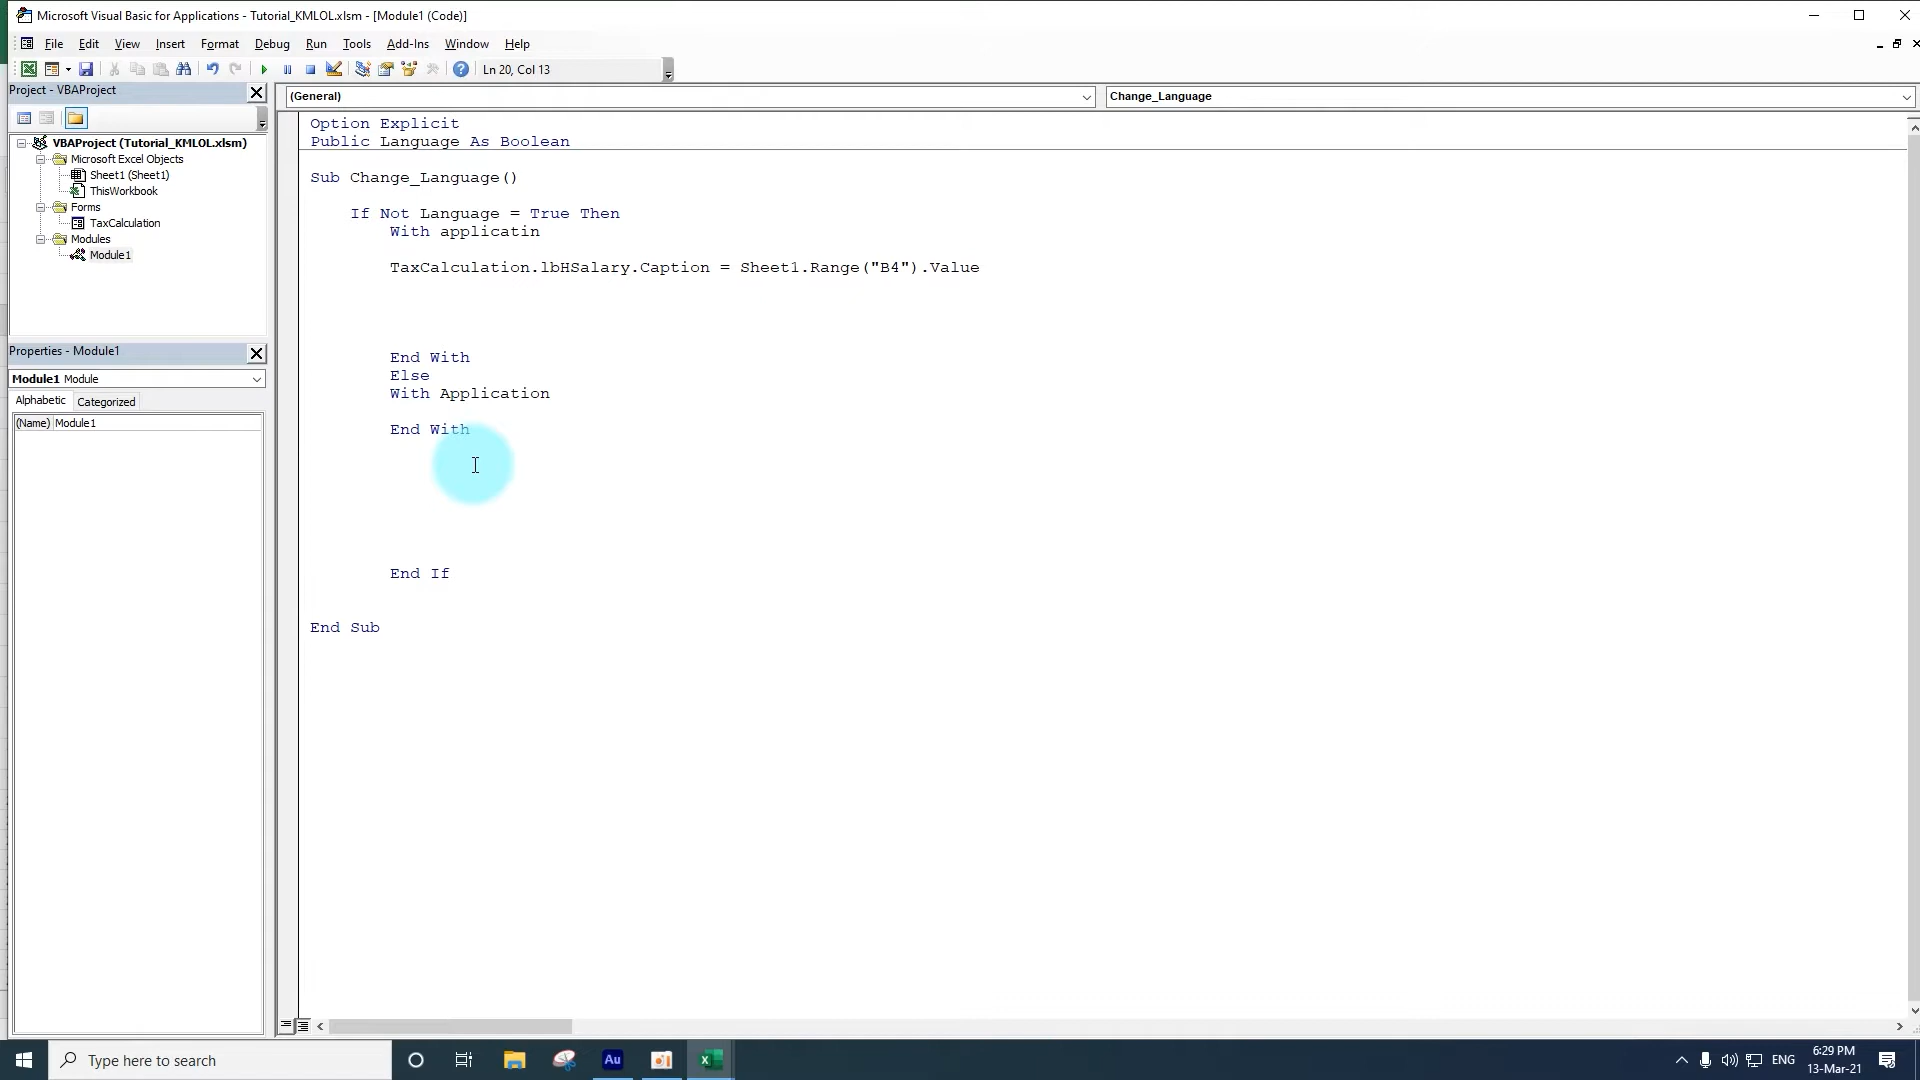 Microsoft Visual Basic for Applications - Tutorial_KMLOL.xlsm - [Module1 (Code)]
File Edit View Insert Format Debug Run Tools Add-Ins Window Help
Ln 20, Col 13
Project - VBAProject
VBAProject (Tutorial_KMLOL.xlsm)
Microsoft Excel Objects
Sheet1 (Sheet1)
ThisWorkbook
Forms
TaxCalculation
Modules
Module1
Properties - Module1
Module1 Module
Alphabetic Categorized
(Name) Module1
(General) Change_Language
Option Explicit
Public Language As Boolean
Sub Change_Language()
If Not Language = True Then
With applicatin
TaxCalculation.lbHSalary.Caption = Sheet1.Range("B4").Value
End With
Else
With Application
End With
End If
End Sub
Type here to search
Au
ENG
6:29 PM
13-Mar-21